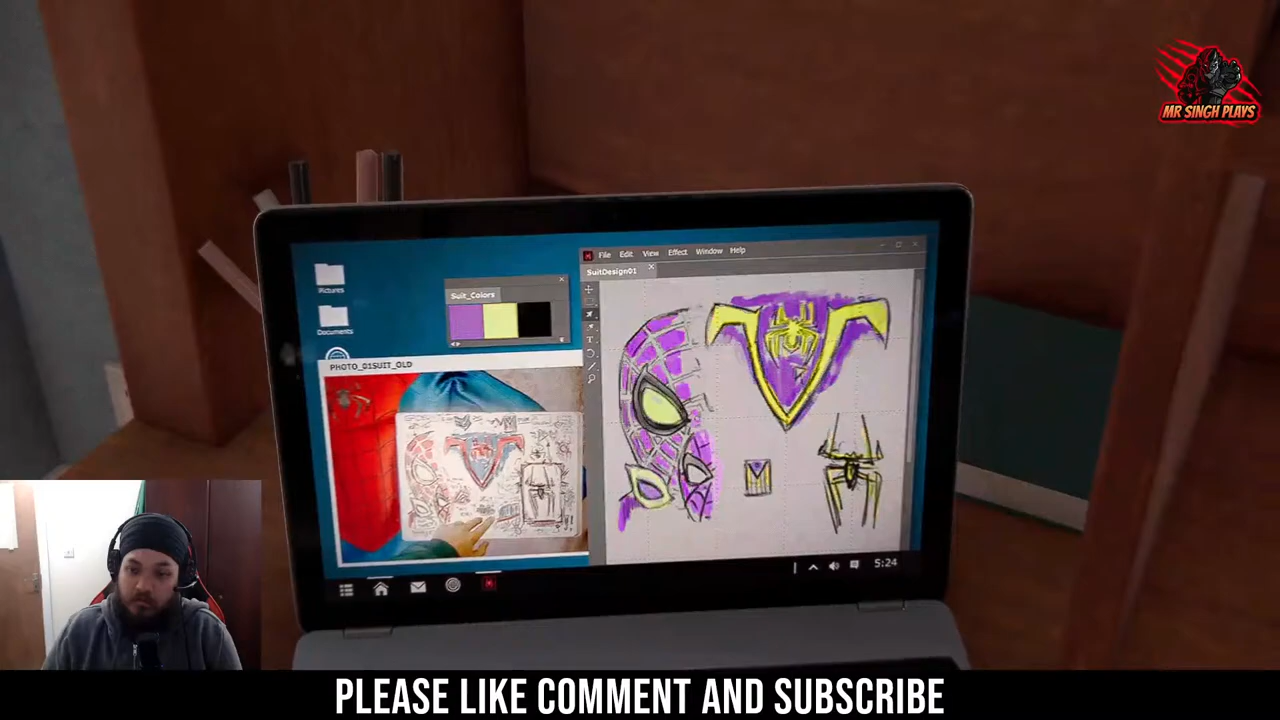 MR SINGH PLAYS
File Edit View Effect Window Help
SuitDesign01
Suit_Colors
Pictures
Documents
PHOTO_01SUIT_OLD
M
5:24
PLEASE LIKE COMMENT AND SUBSCRIBE